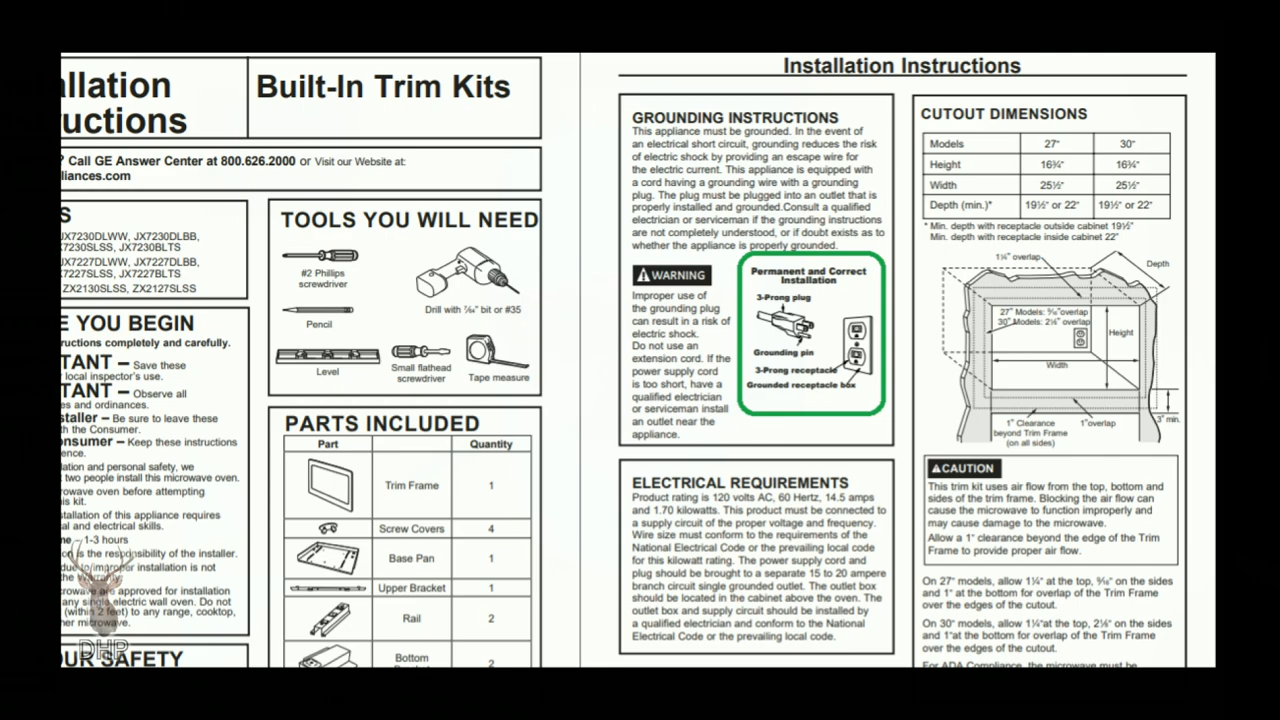 allation
ructions
Built-In Trim Kits
? Call GE Answer Center at 800.626.2000 or Visit our Website at:
liances.com
S
JX7230DLWW, JX7230DLBB,
X7230SLSS, JX7230BLTS
JX7227DLWW, JX7227DLBB,
X7227SLSS, JX7227BLTS
ZX2130SLSS, ZX2127SLSS
E YOU BEGIN
ructions completely and carefully.
TANT – Save these
local inspector's use.
TANT – Observe all
es and ordinances.
staller – Be sure to leave these
th the Consumer.
onsumer – Keep these instructions
ence.
lation and personal safety, we
t two people install this microwave oven.
rowave oven before attempting
his kit.
stallation of this appliance requires
al and electrical skills.
me – 1-3 hours
on is the responsibility of the installer.
due to improper installation is not
the Warranty.
rowave are approved for installation
any single electric wall oven. Do not
(within 2 feet) to any range, cooktop,
her microwave.
DHP
OUR SAFETY
TOOLS YOU WILL NEED
#2 Phillips
screwdriver
Drill with 7⁄64" bit or #35
Pencil
Level
Small flathead
screwdriver
Tape measure
PARTS INCLUDED
Part Quantity
Trim Frame 1
Screw Covers 4
Base Pan 1
Upper Bracket 1
Rail 2
Bottom
2
Installation Instructions
GROUNDING INSTRUCTIONS
This appliance must be grounded. In the event of
an electrical short circuit, grounding reduces the risk
of electric shock by providing an escape wire for
the electric current. This appliance is equipped with
a cord having a grounding wire with a grounding
plug. The plug must be plugged into an outlet that is
properly installed and grounded.Consult a qualified
electrician or serviceman if the grounding instructions
are not completely understood, or if doubt exists as to
whether the appliance is properly grounded.
WARNING
Improper use of
the grounding plug
can result in a risk of
electric shock.
Do not use an
extension cord. If the
power supply cord
is too short, have a
qualified electrician
or serviceman install
an outlet near the
appliance.
Permanent and Correct
Installation
3-Prong plug
Grounding pin
3-Prong receptacle
Grounded receptacle box
ELECTRICAL REQUIREMENTS
Product rating is 120 volts AC, 60 Hertz, 14.5 amps
and 1.70 kilowatts. This product must be connected to
a supply circuit of the proper voltage and frequency.
Wire size must conform to the requirements of the
National Electrical Code or the prevailing local code
for this kilowatt rating. The power supply cord and
plug should be brought to a separate 15 to 20 ampere
branch circuit single grounded outlet. The outlet box
should be located in the cabinet above the oven. The
outlet box and supply circuit should be installed by
a qualified electrician and conform to the National
Electrical Code or the prevailing local code.
CUTOUT DIMENSIONS
Models 27" 30"
Height 16¾" 16¾"
Width 25½" 25½"
Depth (min.)* 19½" or 22" 19½" or 22"
* Min. depth with receptacle outside cabinet 19½"
Min. depth with receptacle inside cabinet 22"
1¼" overlap
Depth
27" Models: 5⁄16" overlap
30" Models: 2⅛" overlap
Height
Width
1" Clearance
beyond Trim Frame
(on all sides)
1" overlap
3" min.
CAUTION
This trim kit uses air flow from the top, bottom and
sides of the trim frame. Blocking the air flow can
cause the microwave to function improperly and
may cause damage to the microwave.
Allow a 1" clearance beyond the edge of the Trim
Frame to provide proper air flow.
On 27" models, allow 1¼" at the top, 5⁄16" on the sides
and 1" at the bottom for overlap of the Trim Frame
over the edges of the cutout.
On 30" models, allow 1¼"at the top, 2⅛" on the sides
and 1"at the bottom for overlap of the Trim Frame
over the edges of the cutout.
For ADA Compliance, the microwave must be